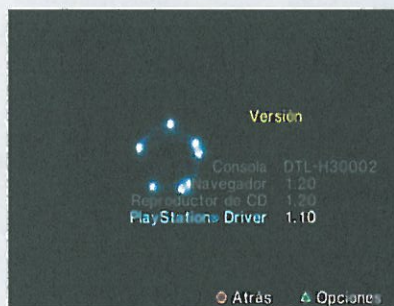 Versión
Consola DTL-H30002
Navegador 1.20
Reproductor de CD 1.20
PlayStation® Driver 1.10
Atrás Opciones